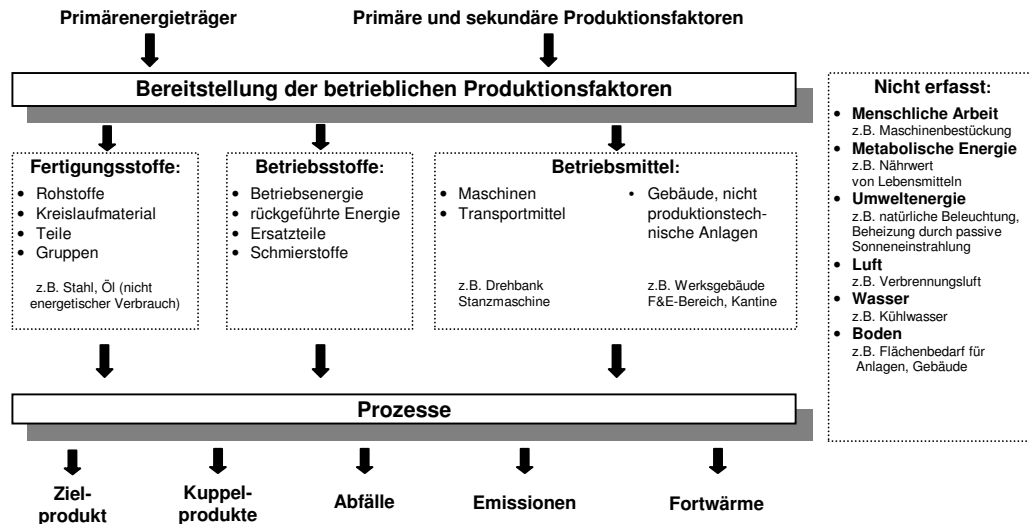 Primärenergieträger
Primäre und sekundäre Produktionsfaktoren
Bereitstellung der betrieblichen Produktionsfaktoren
Fertigungsstoffe:
• Rohstoffe
• Kreislaufmaterial
• Teile
• Gruppen
z.B. Stahl, Öl (nicht
energetischer Verbrauch)
Betriebsstoffe:
• Betriebsenergie
• rückgeführte Energie
• Ersatzteile
• Schmierstoffe
Betriebsmittel:
• Maschinen
• Transportmittel
z.B. Drehbank
Stanzmaschine
• Gebäude, nicht
produktionstech-
nische Anlagen
z.B. Werksgebäude
F&E-Bereich, Kantine
Nicht erfasst:
• Menschliche Arbeit
z.B. Maschinenbestückung
• Metabolische Energie
z.B. Nährwert
von Lebensmitteln
• Umweltenergie
z.B. natürliche Beleuchtung,
Beheizung durch passive
Sonneneinstrahlung
• Luft
z.B. Verbrennungsluft
• Wasser
z.B. Kühlwasser
• Boden
z.B. Flächenbedarf für
Anlagen, Gebäude
Prozesse
Ziel-
produkt
Kuppel-
produkte
Abfälle
Emissionen
Fortwärme